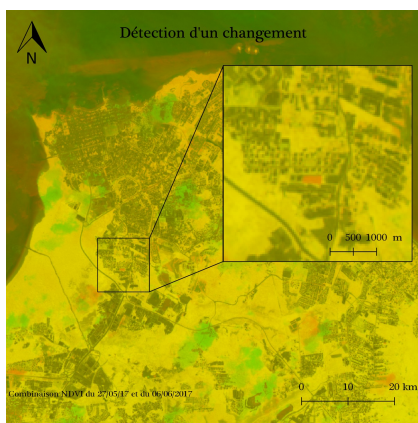 Détection d'un changement
N
0 500 1000 m
Combinaison NDVI du 27/05/17 et du 06/06/2017
0 10 20 km